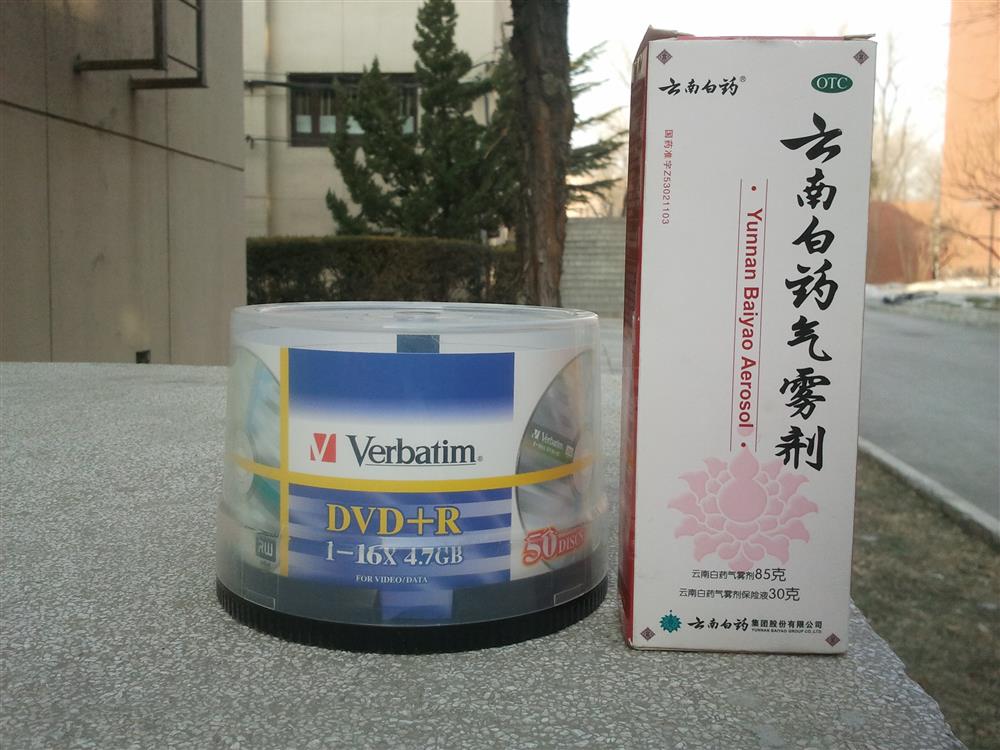 Verbatim®
DVD+R
1-16X 4.7GB
FOR VIDEO/DATA
50 DISCS
RW
Verbatim
云南白药®
OTC
国药准字Z53021103
云南白药气雾剂
· Yunnan Baiyao Aerosol ·
云南白药气雾剂85克
云南白药气雾剂保险液30克
云南白药集团股份有限公司
YUNNAN BAIYAO GROUP CO.,LTD